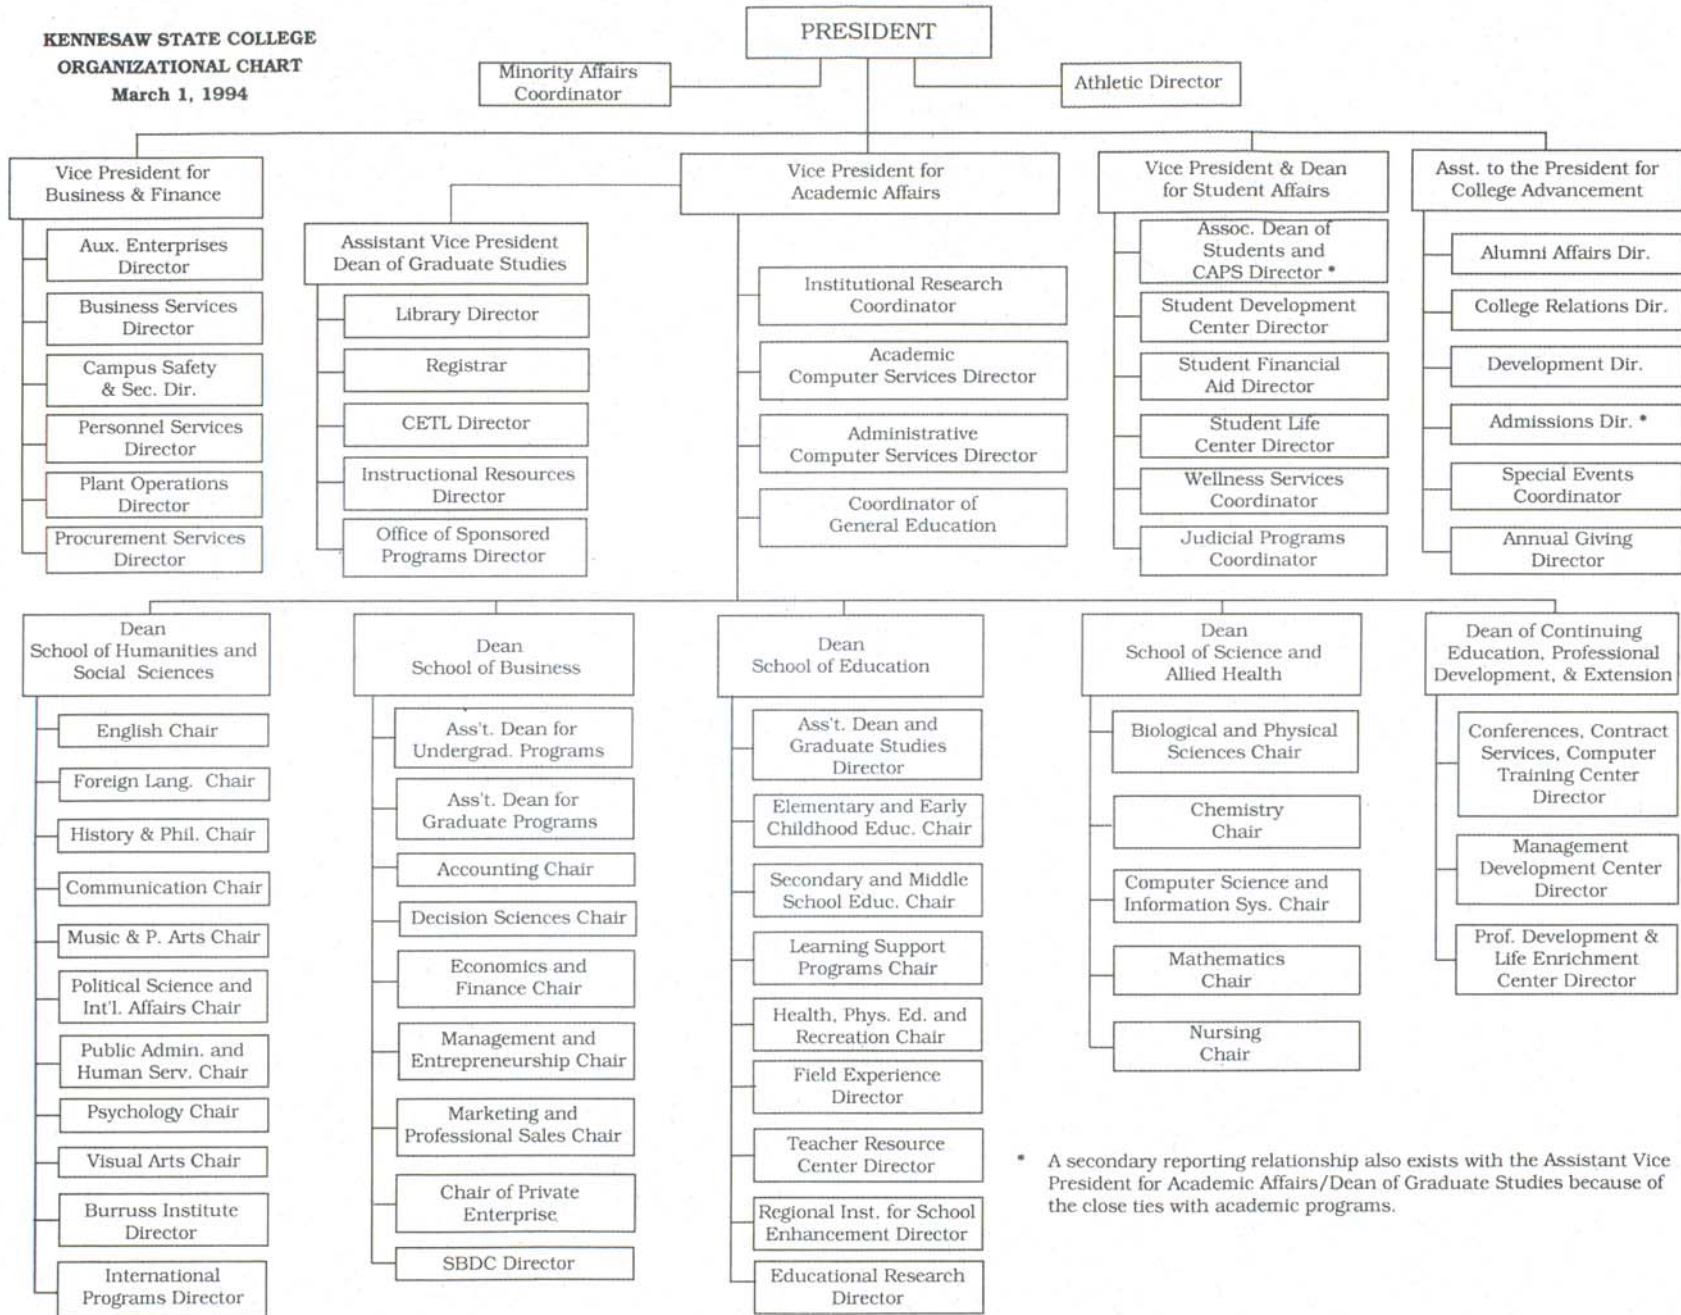 KENNESAW STATE COLLEGE
ORGANIZATIONAL CHART
March 1, 1994
PRESIDENT
Minority Affairs
Coordinator
Athletic Director
Vice President for
Business & Finance
Aux. Enterprises
Director
Business Services
Director
Campus Safety
& Sec. Dir.
Personnel Services
Director
Plant Operations
Director
Procurement Services
Director
Vice President for
Academic Affairs
Assistant Vice President
Dean of Graduate Studies
Library Director
Registrar
CETL Director
Instructional Resources
Director
Office of Sponsored
Programs Director
Institutional Research
Coordinator
Academic
Computer Services Director
Administrative
Computer Services Director
Coordinator of
General Education
Vice President & Dean
for Student Affairs
Assoc. Dean of
Students and
CAPS Director *
Student Development
Center Director
Student Financial
Aid Director
Student Life
Center Director
Wellness Services
Coordinator
Judicial Programs
Coordinator
Asst. to the President for
College Advancement
Alumni Affairs Dir.
College Relations Dir.
Development Dir.
Admissions Dir. *
Special Events
Coordinator
Annual Giving
Director
Dean
School of Humanities and
Social Sciences
English Chair
Foreign Lang. Chair
History & Phil. Chair
Communication Chair
Music & P. Arts Chair
Political Science and
Int'l. Affairs Chair
Public Admin. and
Human Serv. Chair
Psychology Chair
Visual Arts Chair
Burruss Institute
Director
International
Programs Director
Dean
School of Business
Ass't. Dean for
Undergrad. Programs
Ass't. Dean for
Graduate Programs
Accounting Chair
Decision Sciences Chair
Economics and
Finance Chair
Management and
Entrepreneurship Chair
Marketing and
Professional Sales Chair
Chair of Private
Enterprise
SBDC Director
Dean
School of Education
Ass't. Dean and
Graduate Studies
Director
Elementary and Early
Childhood Educ. Chair
Secondary and Middle
School Educ. Chair
Learning Support
Programs Chair
Health, Phys. Ed. and
Recreation Chair
Field Experience
Director
Teacher Resource
Center Director
Regional Inst. for School
Enhancement Director
Educational Research
Director
Dean
School of Science and
Allied Health
Biological and Physical
Sciences Chair
Chemistry
Chair
Computer Science and
Information Sys. Chair
Mathematics
Chair
Nursing
Chair
Dean of Continuing
Education, Professional
Development, & Extension
Conferences, Contract
Services, Computer
Training Center
Director
Management
Development Center
Director
Prof. Development &
Life Enrichment
Center Director
* A secondary reporting relationship also exists with the Assistant Vice
President for Academic Affairs/Dean of Graduate Studies because of
the close ties with academic programs.